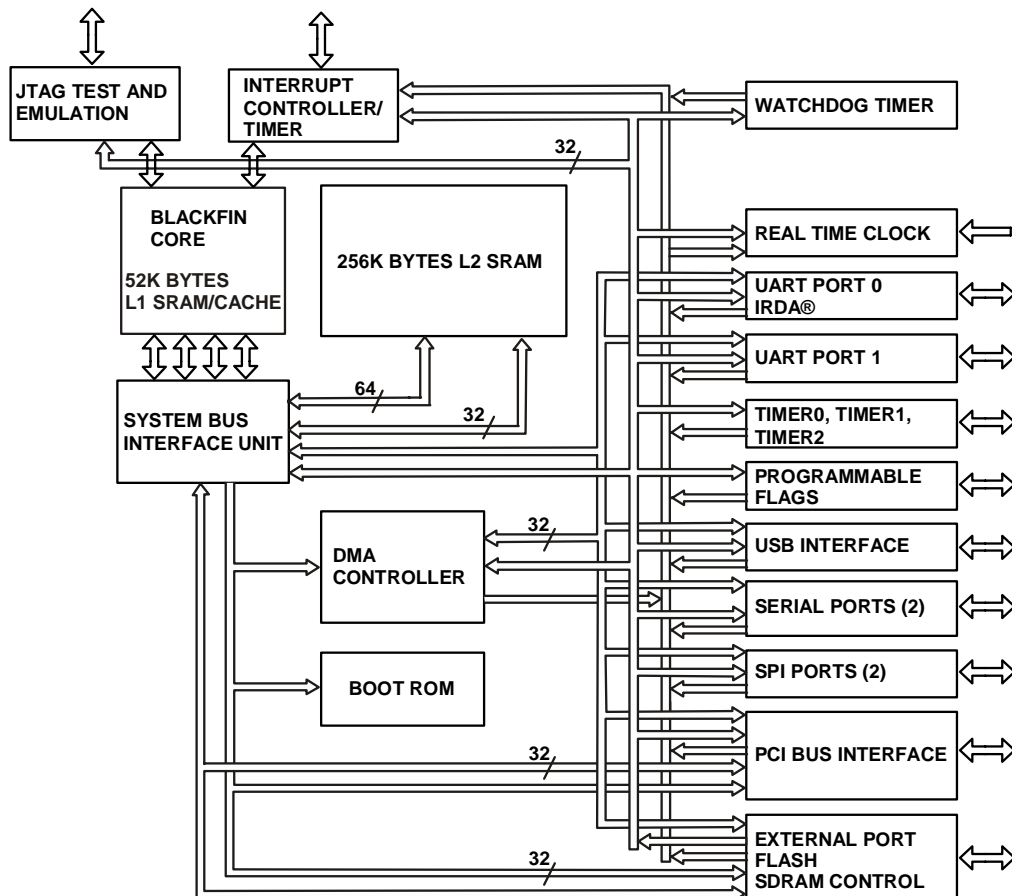 JTAG TEST AND
EMULATION
INTERRUPT
CONTROLLER/
TIMER
WATCHDOG TIMER
32
BLACKFIN
CORE
52K BYTES
L1 SRAM/CACHE
256K BYTES L2 SRAM
REAL TIME CLOCK
UART PORT 0
IRDA®
UART PORT 1
64
32
SYSTEM BUS
INTERFACE UNIT
TIMER0, TIMER1,
TIMER2
PROGRAMMABLE
FLAGS
32
DMA
CONTROLLER
USB INTERFACE
SERIAL PORTS (2)
BOOT ROM
SPI PORTS (2)
32
PCI BUS INTERFACE
32
EXTERNAL PORT
FLASH
SDRAM CONTROL